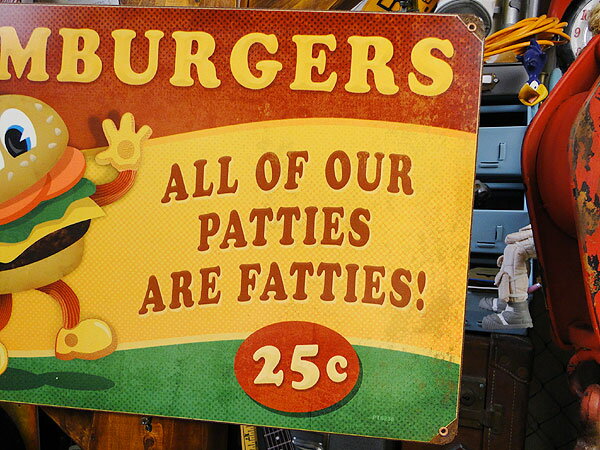 MBURGERS
ALL OF OUR
PATTIES
ARE FATTIES!
25c